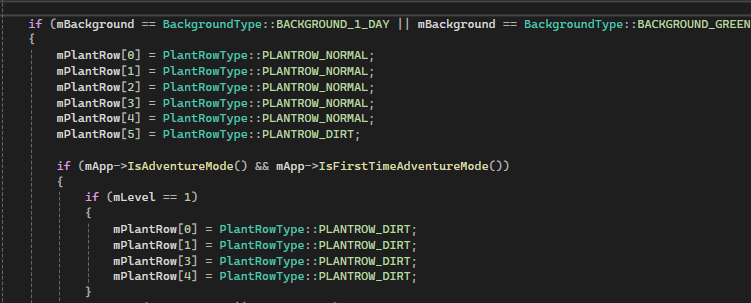 if (mBackground == BackgroundType::BACKGROUND_1_DAY || mBackground == BackgroundType::BACKGROUND_GREEN
{
mPlantRow[0] = PlantRowType::PLANTROW_NORMAL;
mPlantRow[1] = PlantRowType::PLANTROW_NORMAL;
mPlantRow[2] = PlantRowType::PLANTROW_NORMAL;
mPlantRow[3] = PlantRowType::PLANTROW_NORMAL;
mPlantRow[4] = PlantRowType::PLANTROW_NORMAL;
mPlantRow[5] = PlantRowType::PLANTROW_DIRT;
if (mApp->IsAdventureMode() && mApp->IsFirstTimeAdventureMode())
{
if (mLevel == 1)
{
mPlantRow[0] = PlantRowType::PLANTROW_DIRT;
mPlantRow[1] = PlantRowType::PLANTROW_DIRT;
mPlantRow[3] = PlantRowType::PLANTROW_DIRT;
mPlantRow[4] = PlantRowType::PLANTROW_DIRT;
}